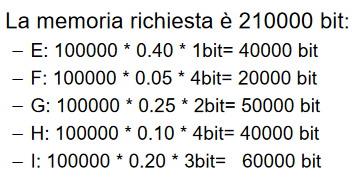 La memoria richiesta è 210000 bit:
– E: 100000 * 0.40 * 1bit= 40000 bit
– F: 100000 * 0.05 * 4bit= 20000 bit
– G: 100000 * 0.25 * 2bit= 50000 bit
– H: 100000 * 0.10 * 4bit= 40000 bit
– I: 100000 * 0.20 * 3bit= 60000 bit